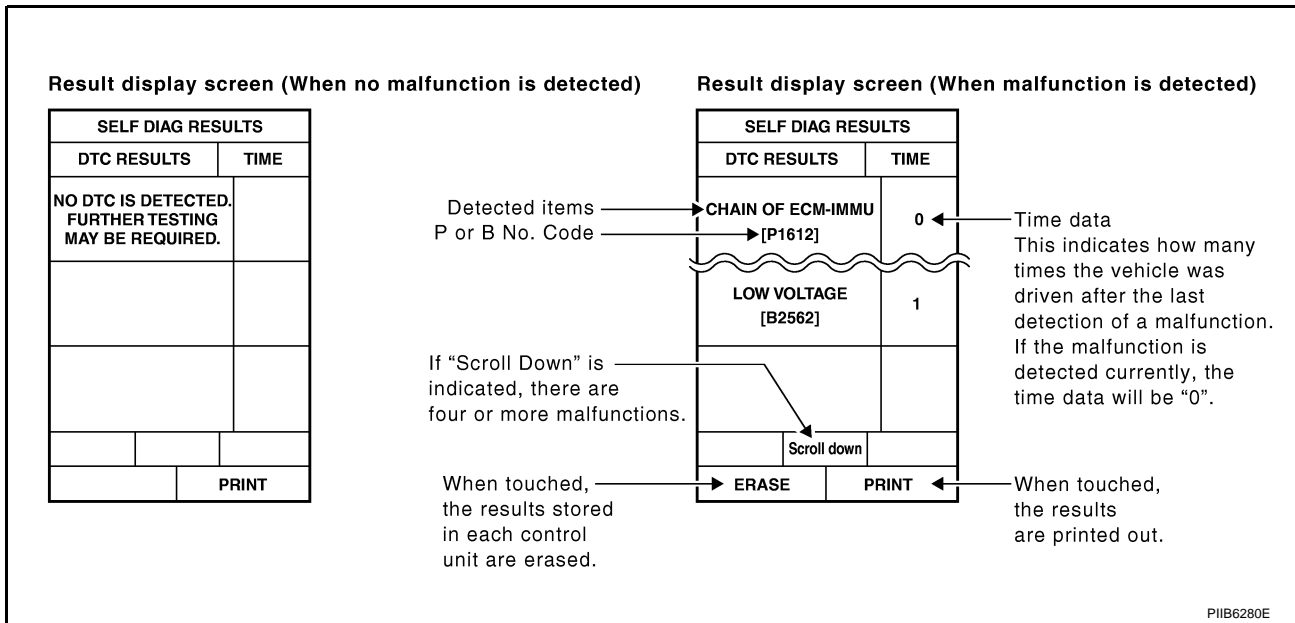 Result display screen (When no malfunction is detected)
SELF DIAG RESULTS
DTC RESULTS TIME
NO DTC IS DETECTED.
FURTHER TESTING
MAY BE REQUIRED.
PRINT
Result display screen (When malfunction is detected)
SELF DIAG RESULTS
DTC RESULTS TIME
Detected items
P or B No. Code
CHAIN OF ECM-IMMU
[P1612]
0
Time data
This indicates how many
times the vehicle was
driven after the last
detection of a malfunction.
If the malfunction is
detected currently, the
time data will be “0”.
LOW VOLTAGE
[B2562]
1
If “Scroll Down” is
indicated, there are
four or more malfunctions.
Scroll down
When touched,
the results stored
in each control
unit are erased.
ERASE PRINT
When touched,
the results
are printed out.
PIIB6280E